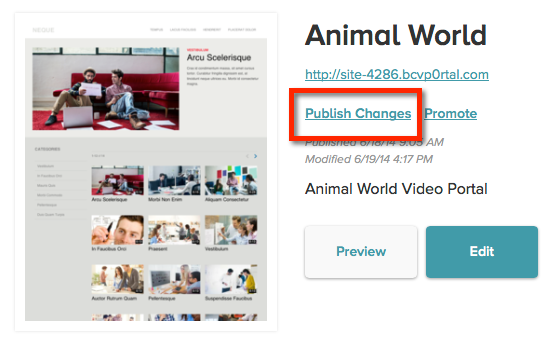 Arcu Scelerisque
CATEGORIES
Arcu Scelerisque
Morbi Non Enim
Aliquam Consectetur
In Faucibus Orci
Praesent
Vestibulum
Auctor Rutrum Quam
Pellentesque
Suspendisse Faucibus
Animal World
http://site-4286.bcvp0rtal.com
Publish Changes
Promote
Published 6/18/14 9:05 AM
Modified 6/19/14 4:17 PM
Animal World Video Portal
Preview
Edit